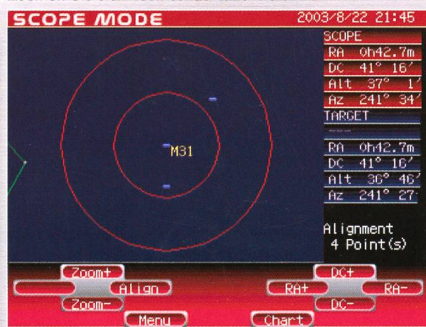 SCOPE MODE 2003/8/22 21:45
SCOPE
RA 0h42.7m
DC 41° 16′
Alt 37° 1′
Az 241° 34′
TARGET
---
RA 0h42.7m
DC 41° 16′
Alt 36° 46′
Az 241° 27′
M31
Alignment
4 Point(s)
Zoom+
Align
Zoom-
Menu
DC+
RA+
RA-
DC-
Chart